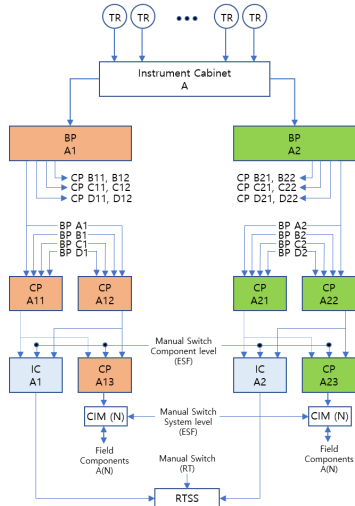 TR TR ••• TR TR
Instrument Cabinet
A
BP
A1
BP
A2
CP B11, B12
CP C11, C12
CP D11, D12
CP B21, B22
CP C21, C22
CP D21, D22
BP A1
BP B1
BP C1
BP D1
BP A2
BP B2
BP C2
BP D2
CP
A11
CP
A12
CP
A21
CP
A22
Manual Switch
Component level
(ESF)
IC
A1
CP
A13
IC
A2
CP
A23
CIM (N)
Manual Switch
System level
(ESF)
CIM (N)
Field
Components
A(N)
Manual Switch
(RT)
Field
Components
A(N)
RTSS